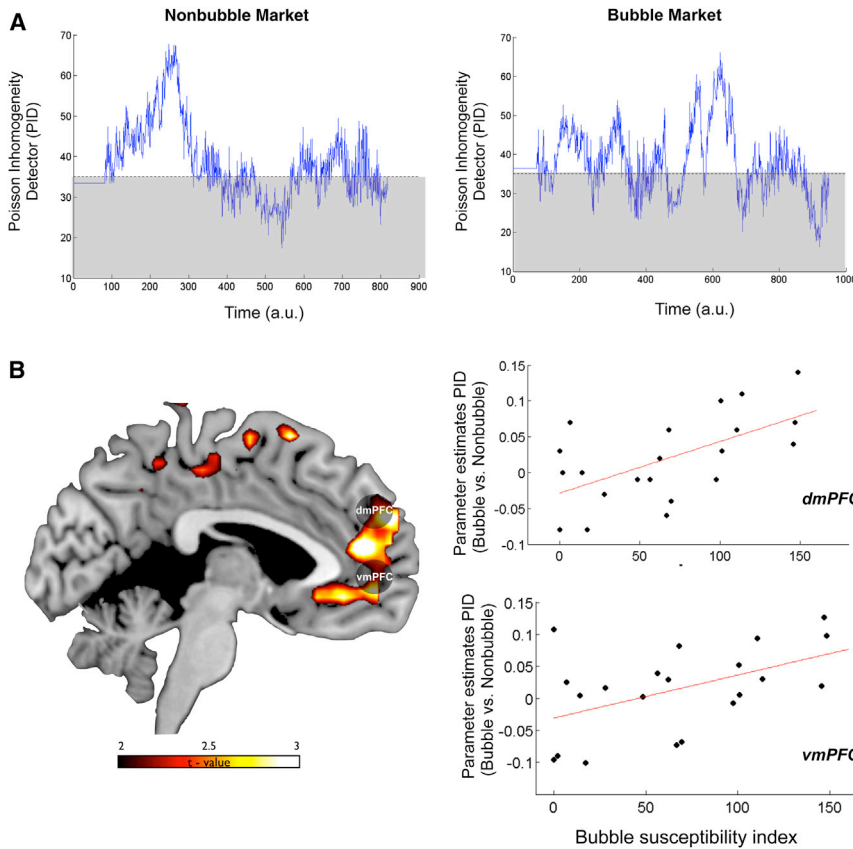 A
Nonbubble Market
Bubble Market
Poisson Inhomogeneity
Detector (PID)
70
60
50
40
30
20
10
0 100 200 300 400 500 600 700 800 900
Time (a.u.)
Poisson Inhomogeneity
Detector (PID)
70
60
50
40
30
20
10
0 200 400 600 800 1000
Time (a.u.)
B
dmPFC
vmPFC
2 2.5 3
t - value
Parameter estimates PID
(Bubble vs. Nonbubble)
0.15
0.1
0.05
0
-0.05
-0.1
0 50 100 150
dmPFC
Parameter estimates PID
(Bubble vs. Nonbubble)
0.15
0.1
0.05
0
-0.05
-0.1
0 50 100 150
vmPFC
Bubble susceptibility index